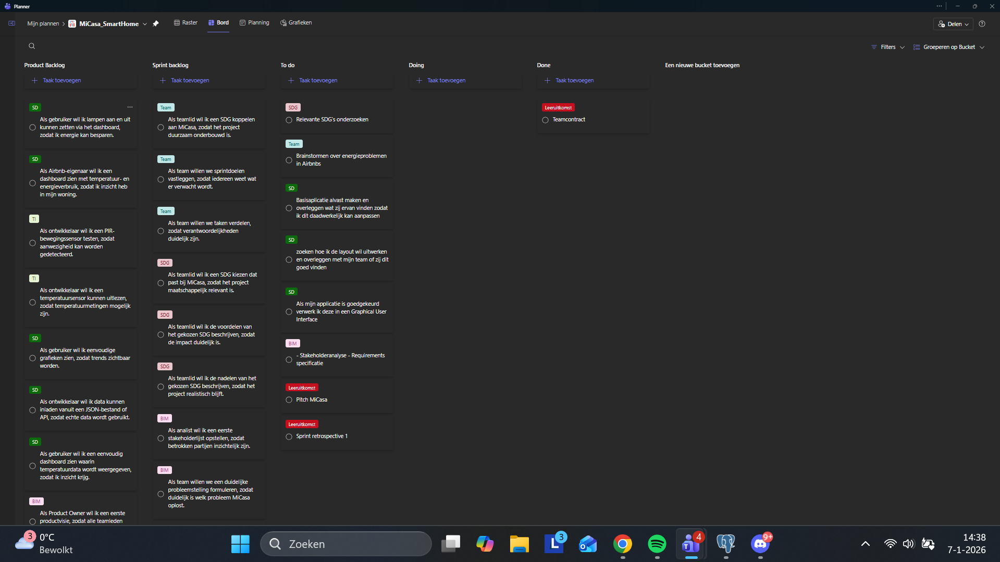 Planner
Mijn plannen
MiCasa_SmartHome
Raster
Bord
Planning
Grafieken
Delen
Filters
Groeperen op Bucket
Product Backlog
Taak toevoegen
SD
Als gebruiker wil ik lampen aan en uit
kunnen zetten via het dashboard,
zodat ik energie kan besparen.
SD
Als Airbnb-eigenaar wil ik een
dashboard zien met temperatuur- en
energieverbruik, zodat ik inzicht heb
in mijn woning.
TI
Als ontwikkelaar wil ik een PIR-
bewegingssensor testen, zodat
aanwezigheid kan worden
gedetecteerd.
TI
Als ontwikkelaar wil ik een
temperatuursensor kunnen uitlezen,
zodat temperatuurmetingen mogelijk
zijn.
SD
Als gebruiker wil ik eenvoudige
grafieken zien, zodat trends zichtbaar
worden.
SD
Als ontwikkelaar wil ik data kunnen
inladen vanuit een JSON-bestand of
API, zodat echte data wordt gebruikt.
SD
Als gebruiker wil ik een eenvoudig
dashboard zien waarin
temperatuurdata wordt weergegeven,
zodat ik inzicht krijg.
BIM
Als Product Owner wil ik een eerste
productvisie, zodat alle teamleden
Sprint backlog
Taak toevoegen
Team
Als teamlid wil ik een SDG koppelen
aan MiCasa, zodat het project
duurzaam onderbouwd is.
Team
Als team willen we sprintdoelen
vastleggen, zodat iedereen weet wat
er verwacht wordt.
Team
Als team willen we taken verdelen,
zodat verantwoordelijkheden
duidelijk zijn.
SDG
Als teamlid wil ik een SDG kiezen dat
past bij MiCasa, zodat het project
maatschappelijk relevant is.
SDG
Als teamlid wil ik de voordelen van
het gekozen SDG beschrijven, zodat
de impact duidelijk is.
SDG
Als teamlid wil ik de nadelen van het
gekozen SDG beschrijven, zodat het
project realistisch blijft.
BIM
Als analist wil ik een eerste
stakeholderlijst opstellen, zodat
betrokken partijen inzichtelijk zijn.
BIM
Als team willen we een duidelijke
probleemstelling formuleren, zodat
duidelijk is welk probleem MiCasa
oplost.
To do
Taak toevoegen
SDG
Relevante SDG's onderzoeken
Team
Brainstormen over energieproblemen
in Airbnbs
SD
Basisaplicatie alvast maken en
overleggen wat zij ervan vinden zodat
ik dit daadwerkelijk kan aanpassen
SD
zoeken hoe ik de layout wil uitwerken
en overleggen met mijn team of zij dit
goed vinden
SD
Als mijn applicatie is goedgekeurd
verwerk ik deze in een Graphical User
Interface
BIM
- Stakeholderanalyse - Requirements
specificatie
Leeruitkomst
Pitch MiCasa
Leeruitkomst
Sprint retrospective 1
Doing
Taak toevoegen
Done
Taak toevoegen
Leeruitkomst
Teamcontract
Een nieuwe bucket toevoegen
3
0°C
Bewolkt
Zoeken
L
3
4
9+
14:38
7-1-2026